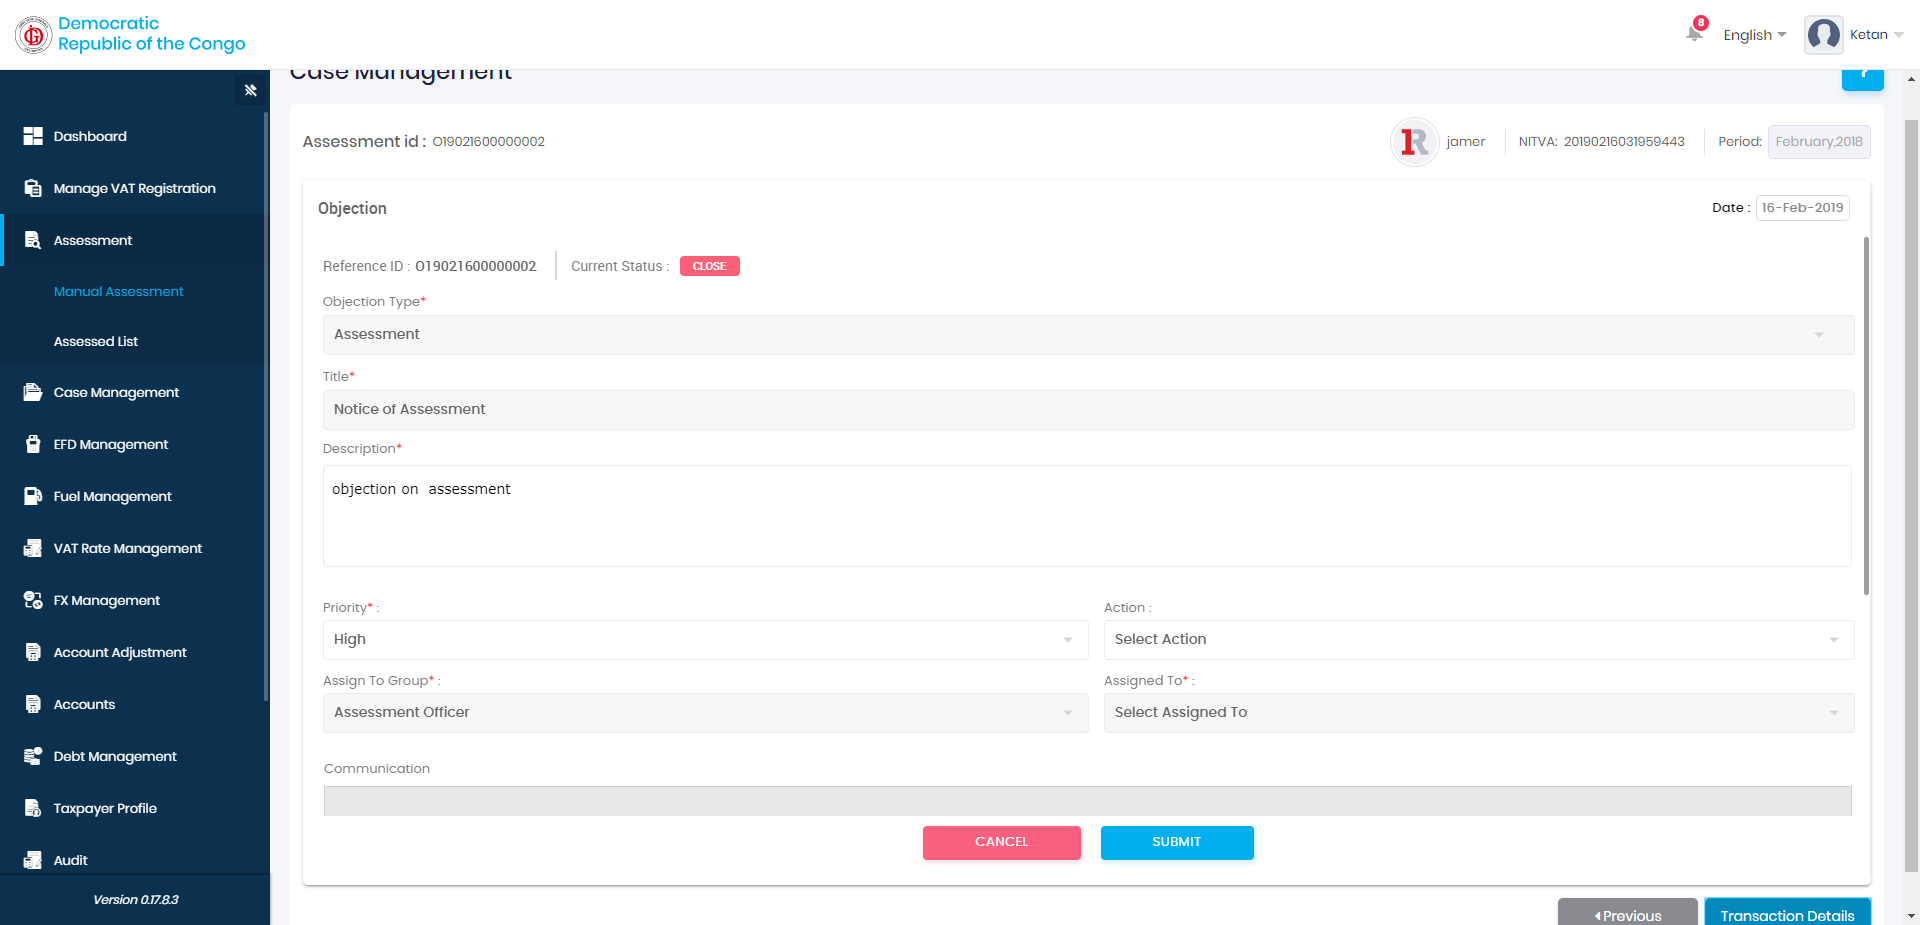 Democratic
Republic of the Congo
8
English
Ketan
Case Management
?
Dashboard
Manage VAT Registration
Assessment
Manual Assessment
Assessed List
Case Management
EFD Management
Fuel Management
VAT Rate Management
FX Management
Account Adjustment
Accounts
Debt Management
Taxpayer Profile
Audit
Version 0.17.8.3
Assessment id : O19021600000002
jamer
NITVA: 20190216031959443
Period: February,2018
Objection
Date : 16-Feb-2019
Reference ID : O19021600000002
Current Status : CLOSE
Objection Type*
Assessment
Title*
Notice of Assessment
Description*
objection on  assessment
Priority* :
High
Action :
Select Action
Assign To Group* :
Assessment Officer
Assigned To* :
Select Assigned To
Communication
CANCEL
SUBMIT
Previous
Transaction Details